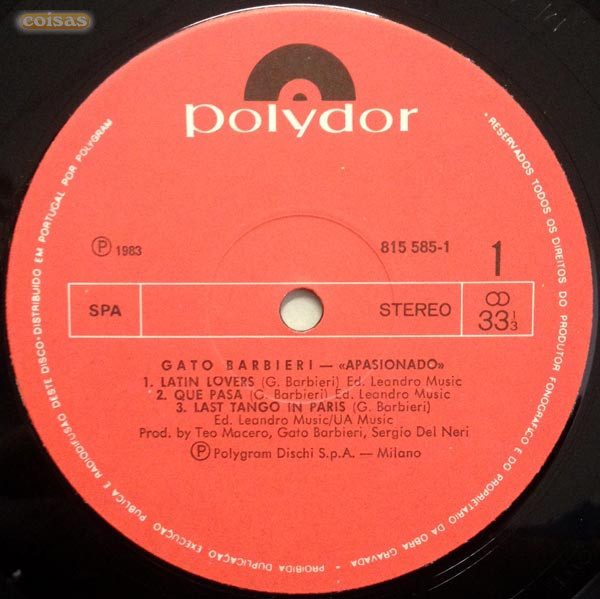 coisas
polydor
Ⓟ 1983
815 585-1
1
SPA
STEREO
33⅓
GATO BARBIERI — «APASIONADO»
1. LATIN LOVERS (G. Barbieri) Ed. Leandro Music
2. QUE PASA (G. Barbieri) Ed. Leandro Music
3. LAST TANGO IN PARIS (G. Barbieri)
Ed. Leandro Music/UA Music
Prod. by Teo Macero, Gato Barbieri, Sergio Del Neri
Ⓟ Polygram Dischi S.p.A. — Milano
• RESERVADOS TODOS OS DIREITOS DO PRODUTOR FONOGRÁFICO E DO PROPRIETÁRIO DA OBRA GRAVADA • PROIBIDA DUPLICAÇÃO EXECUÇÃO PUBLICA E RADIODIFUSÃO DESTE DISCO • DISTRIBUIDO EM PORTUGAL POR POLYGRAM